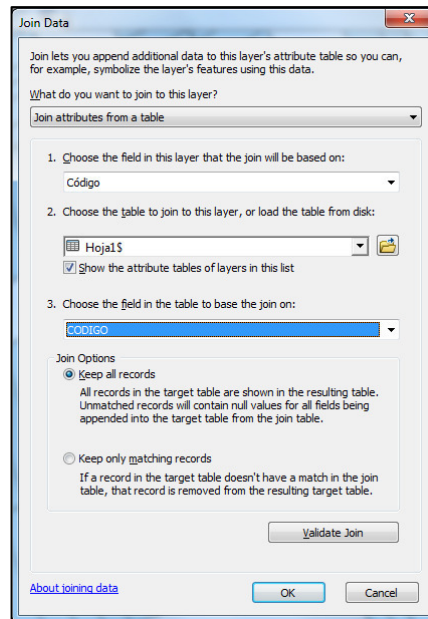 Join Data
Join lets you append additional data to this layer's attribute table so you can,
for example, symbolize the layer's features using this data.
What do you want to join to this layer?
Join attributes from a table
1. Choose the field in this layer that the join will be based on:
Código
2. Choose the table to join to this layer, or load the table from disk:
Hoja1$
Show the attribute tables of layers in this list
3. Choose the field in the table to base the join on:
CODIGO
Join Options
Keep all records
All records in the target table are shown in the resulting table.
Unmatched records will contain null values for all fields being
appended into the target table from the join table.
Keep only matching records
If a record in the target table doesn't have a match in the join
table, that record is removed from the resulting target table.
Validate Join
About joining data
OK
Cancel